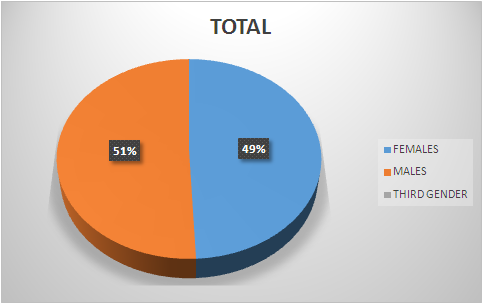 TOTAL
51%
49%
FEMALES
MALES
THIRD GENDER